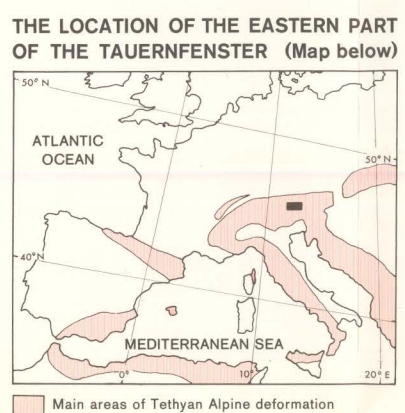 THE LOCATION OF THE EASTERN PART
OF THE TAUERNFENSTER (Map below)
50° N
ATLANTIC
OCEAN
50° N
40° N
MEDITERRANEAN SEA
0°
10°
20° E
Main areas of Tethyan Alpine deformation